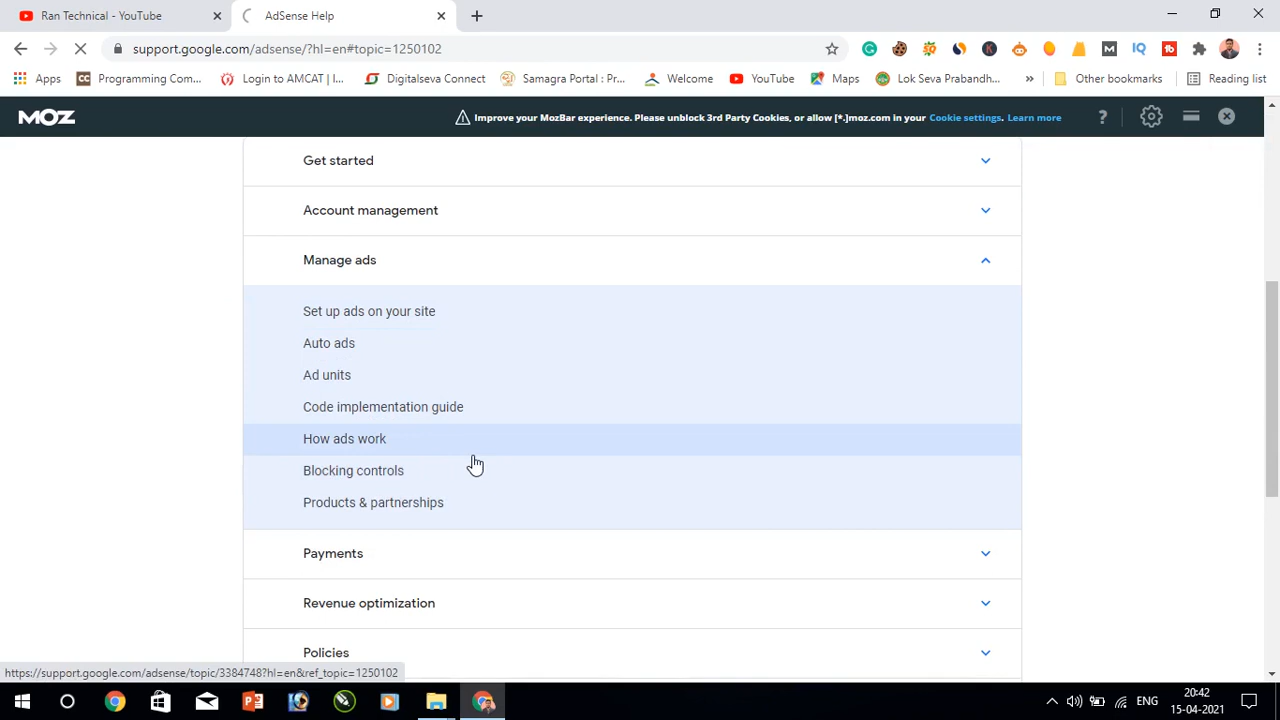 Ran Technical - YouTube
AdSense Help
support.google.com/adsense/?hl=en#topic=1250102
Apps
Programming Com...
Login to AMCAT | I...
Digitalseva Connect
Samagra Portal : Pr...
Welcome
YouTube
Maps
Lok Seva Prabandh...
Other bookmarks
Reading list
MOZ
Improve your MozBar experience. Please unblock 3rd Party Cookies, or allow [*.]moz.com in your Cookie settings. Learn more
Get started
Account management
Manage ads
Set up ads on your site
Auto ads
Ad units
Code implementation guide
How ads work
Blocking controls
Products & partnerships
Payments
Revenue optimization
Policies
https://support.google.com/adsense/topic/3384748?hl=en&ref_topic=1250102
ENG
20:42
15-04-2021